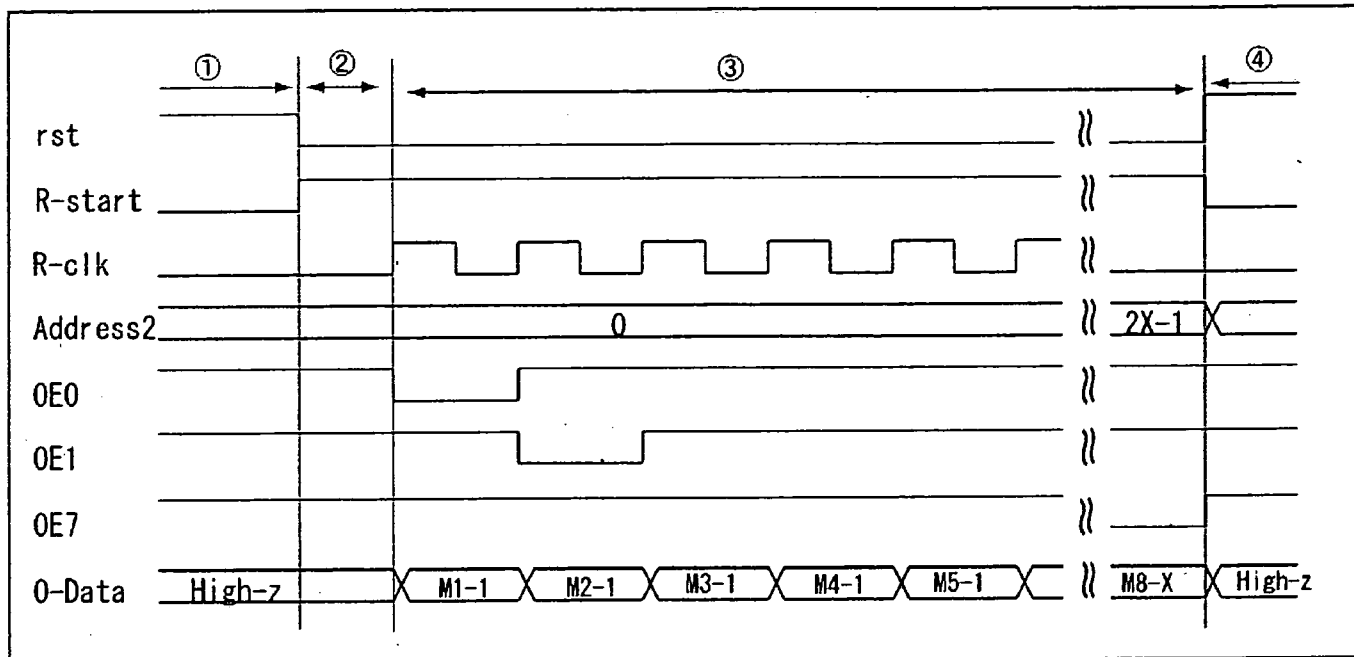 ① ② ③ ④
rst
R-start
R-clk
Address2 0 2X-1
OE0
OE1
OE7
O-Data High-z M1-1 M2-1 M3-1 M4-1 M5-1 M8-X High-z